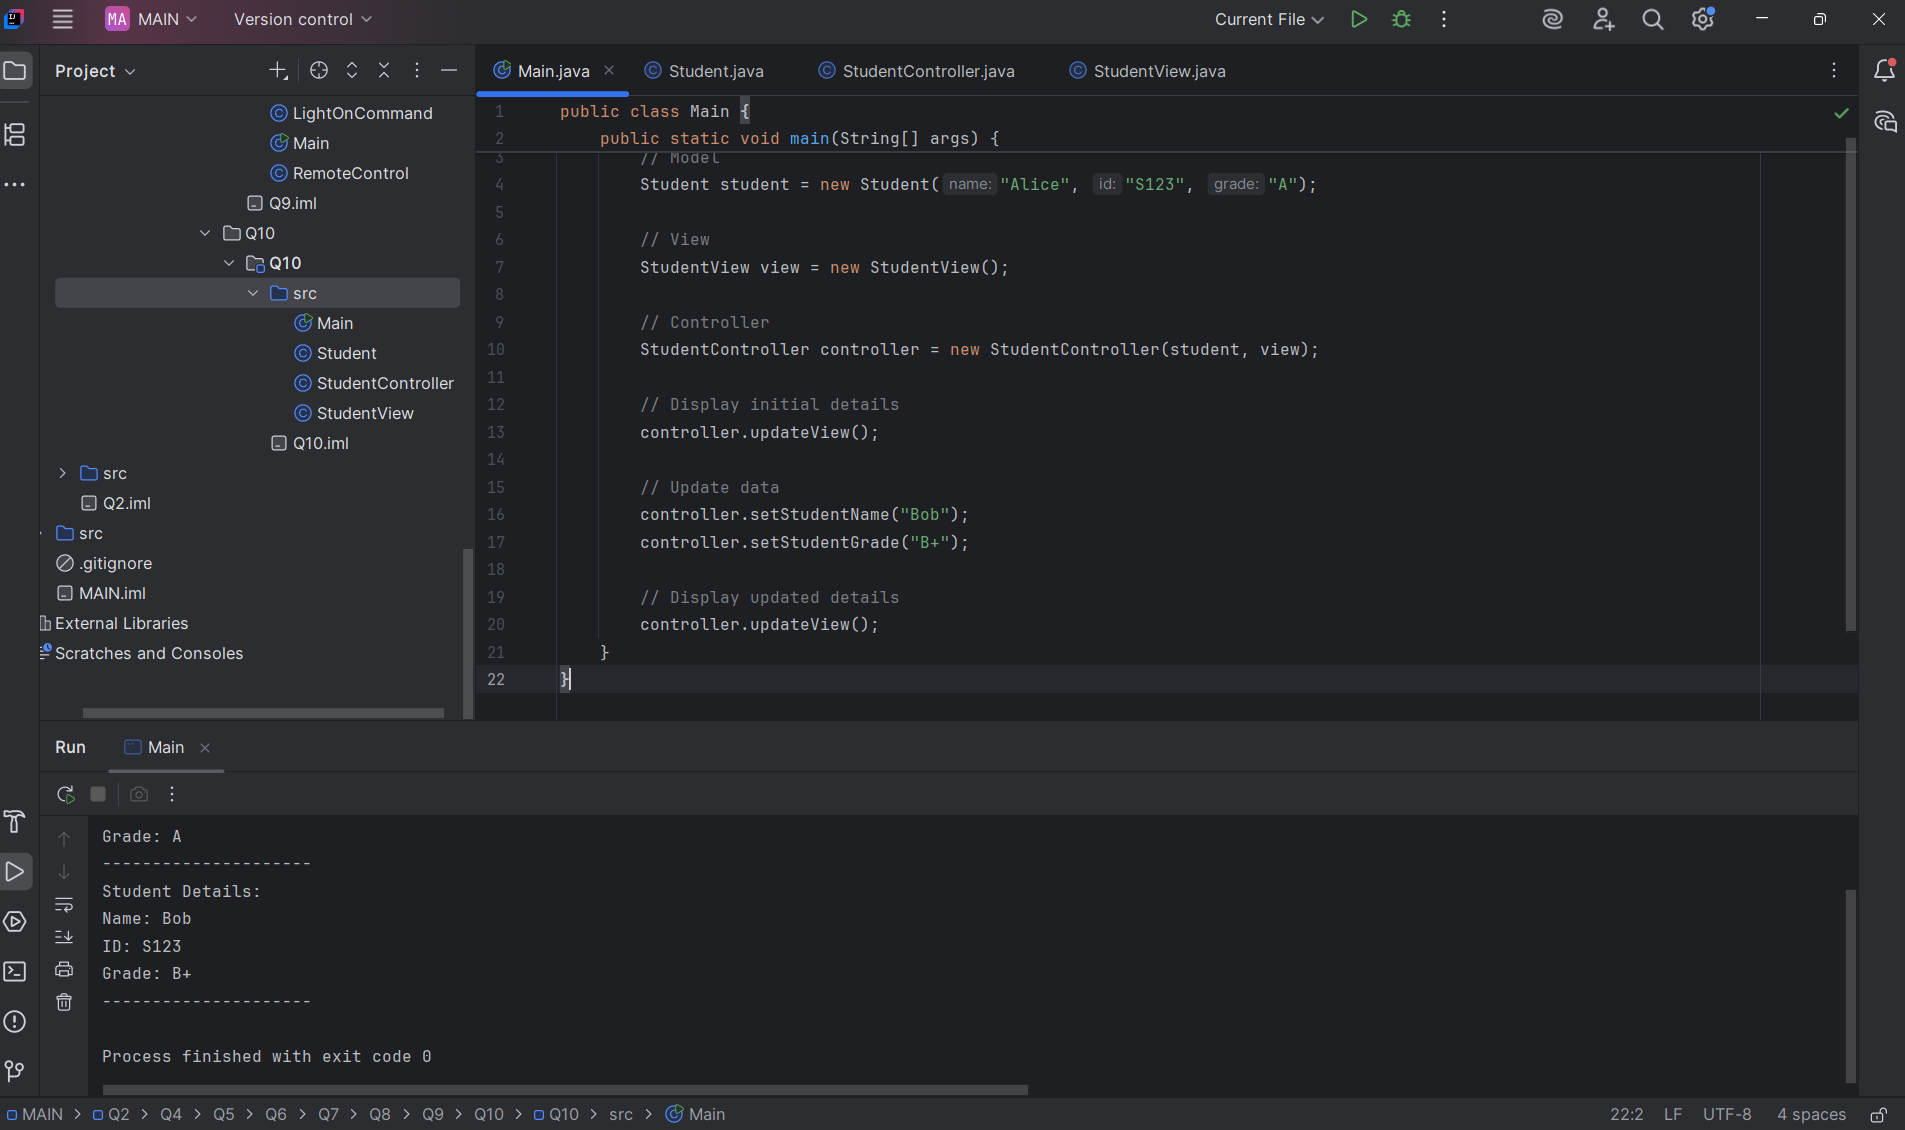 MA MAIN Version control Current File
Project
LightOnCommand
Main
RemoteControl
Q9.iml
Q10
Q10
src
Main
Student
StudentController
StudentView
Q10.iml
src
Q2.iml
src
.gitignore
MAIN.iml
External Libraries
Scratches and Consoles
Main.java Student.java StudentController.java StudentView.java
1 public class Main {
2 public static void main(String[] args) {
3 // Model
4 Student student = new Student( name: "Alice", id: "S123", grade: "A");
5
6 // View
7 StudentView view = new StudentView();
8
9 // Controller
10 StudentController controller = new StudentController(student, view);
11
12 // Display initial details
13 controller.updateView();
14
15 // Update data
16 controller.setStudentName("Bob");
17 controller.setStudentGrade("B+");
18
19 // Display updated details
20 controller.updateView();
21 }
22 }
Run Main
Grade: A
---------------------
Student Details:
Name: Bob
ID: S123
Grade: B+
---------------------
Process finished with exit code 0
MAIN > Q2 > Q4 > Q5 > Q6 > Q7 > Q8 > Q9 > Q10 > Q10 > src > Main 22:2 LF UTF-8 4 spaces